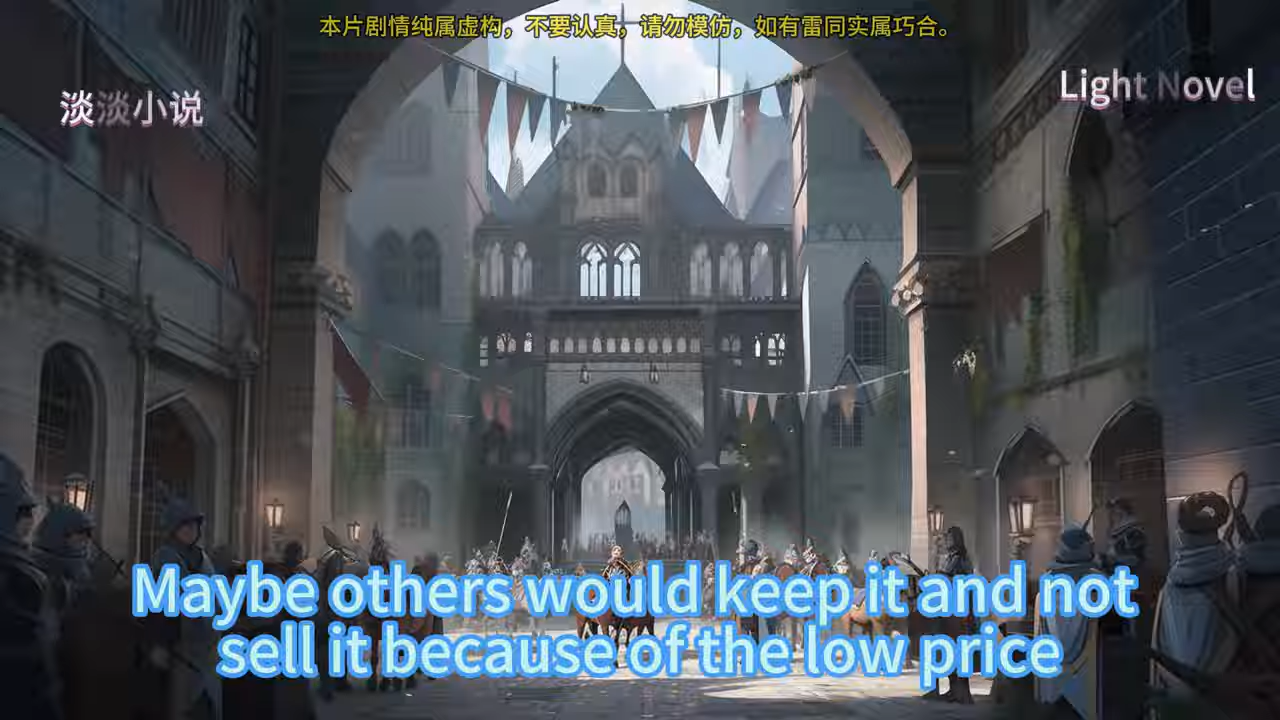 本片剧情纯属虚构，不要认真，请勿模仿，如有雷同实属巧合。
淡淡小说
Light Novel
Maybe others would keep it and not
sell it because of the low price